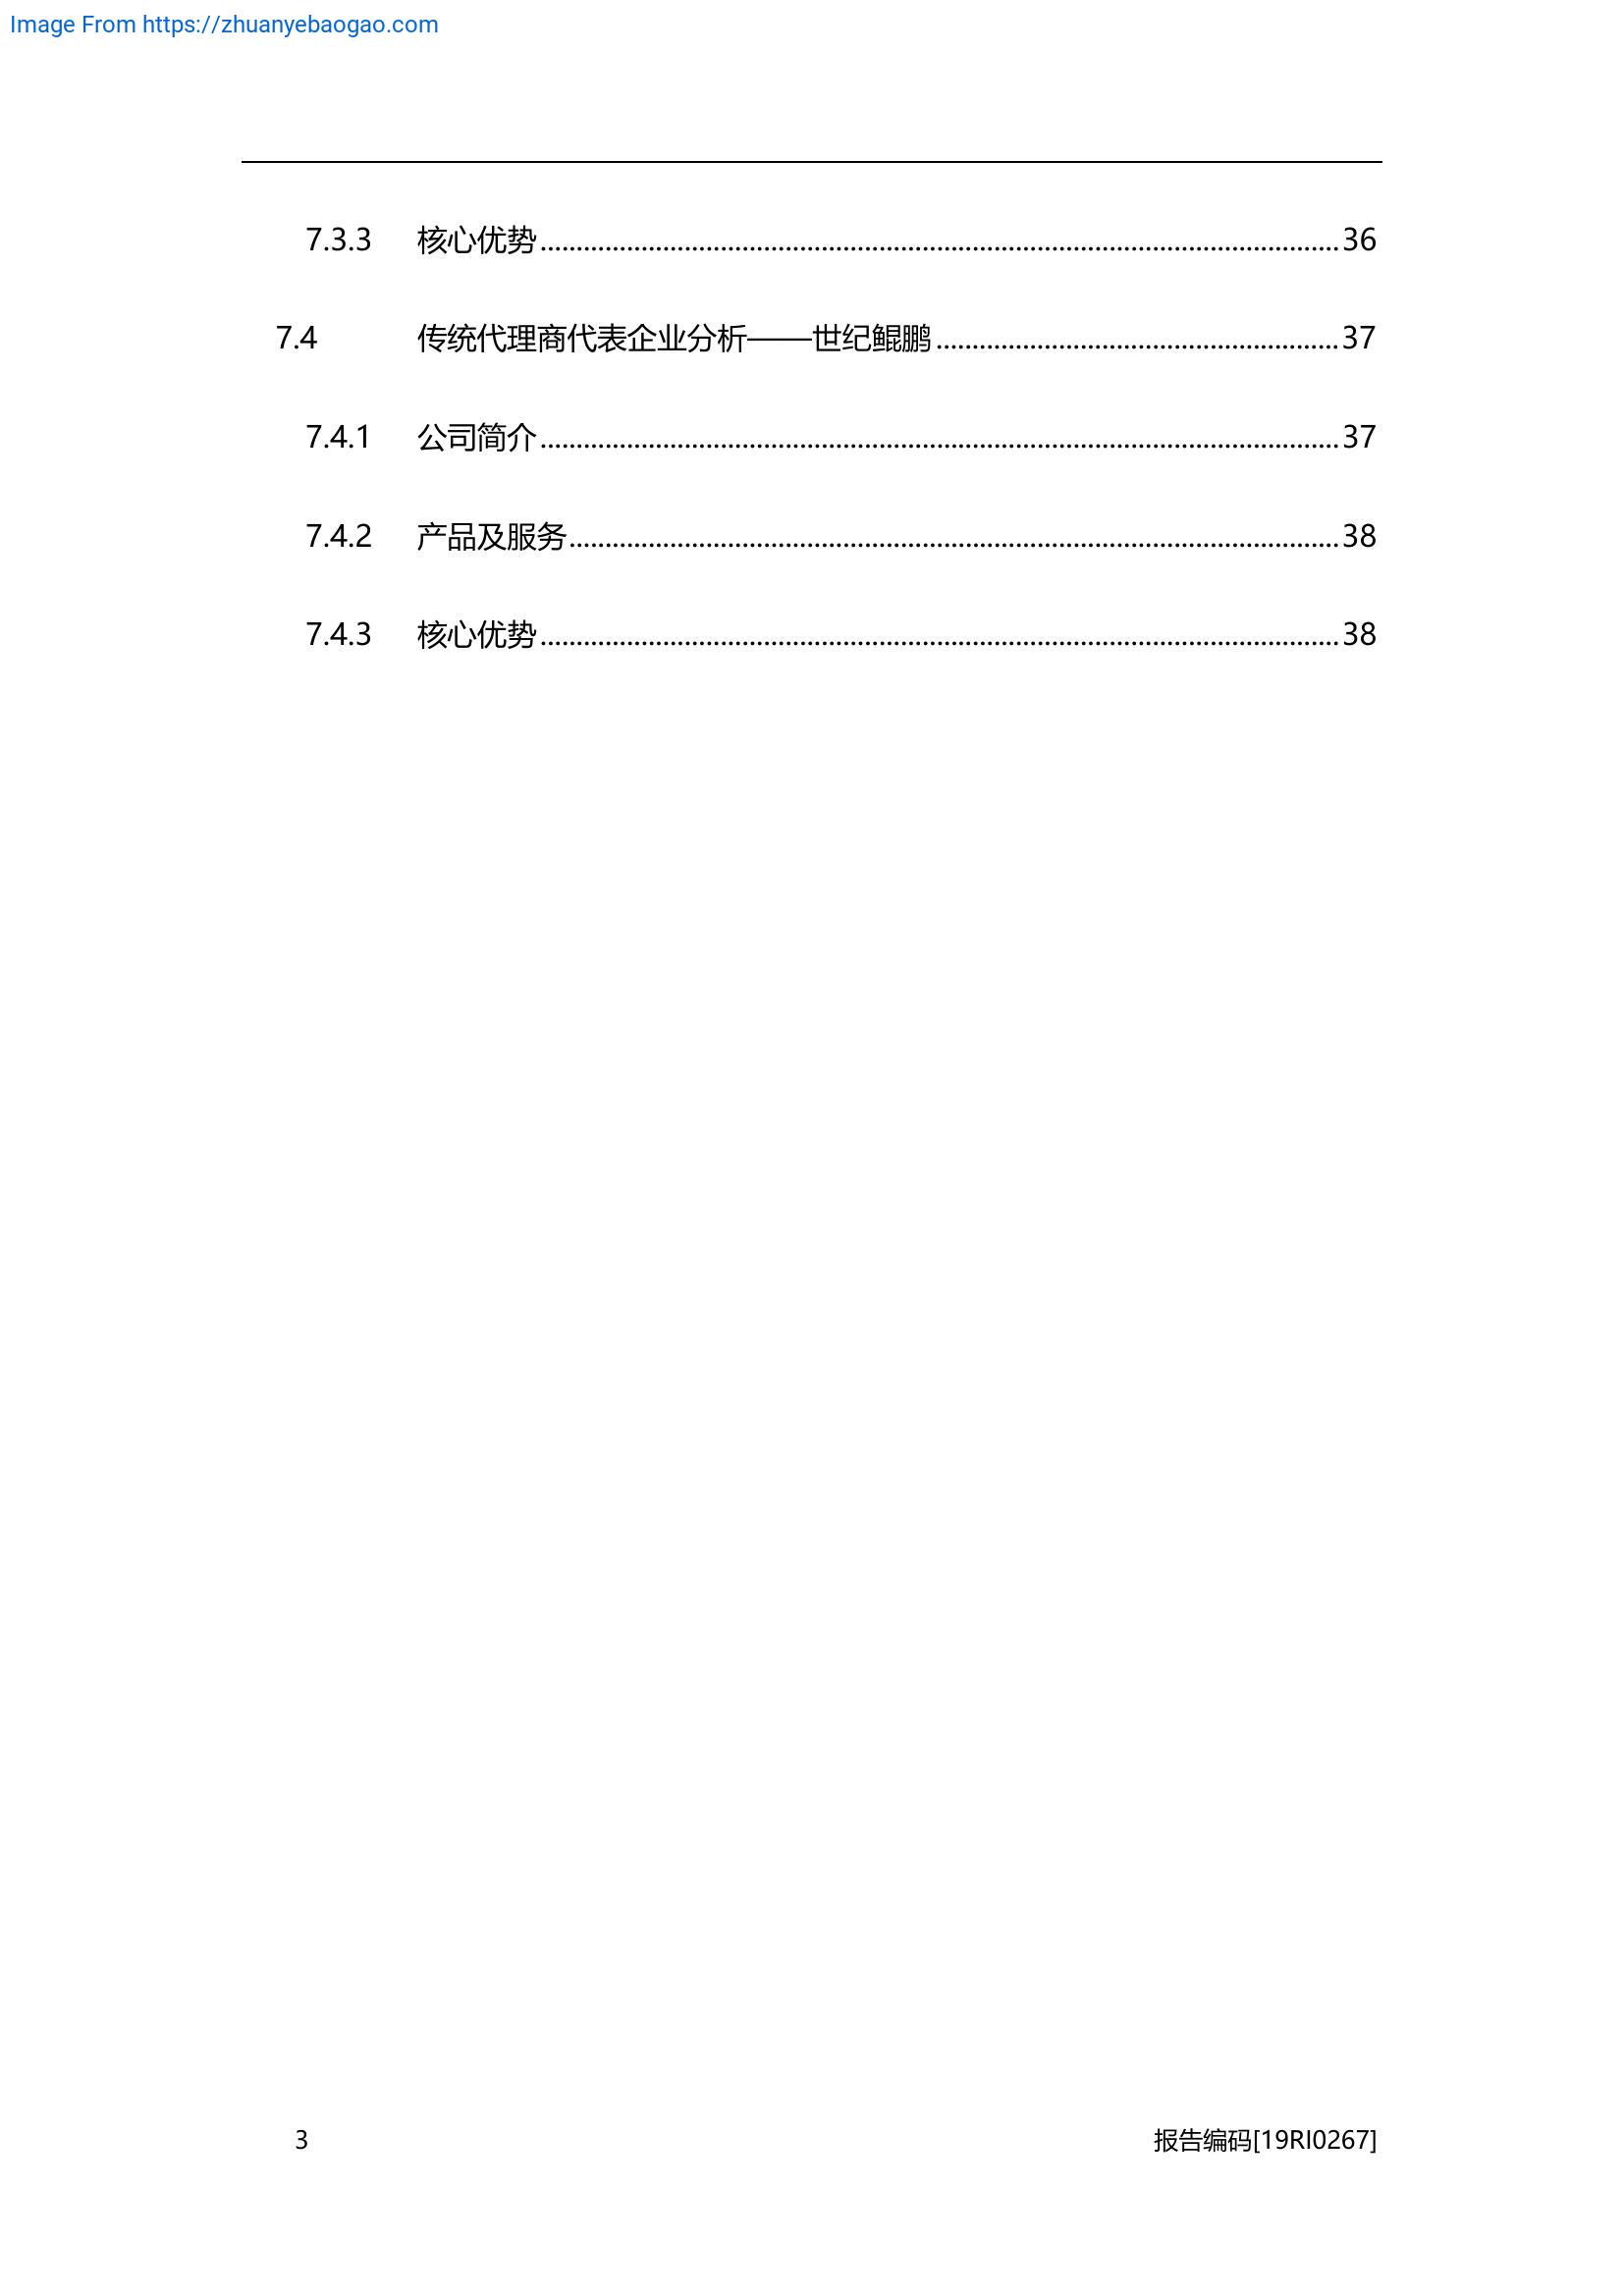 Image From https://zhuanyebaogao.com
7.3.3 核心优势 36
7.4 传统代理商代表企业分析——世纪鲲鹏 37
7.4.1 公司简介 37
7.4.2 产品及服务 38
7.4.3 核心优势 38
3 报告编码[19RI0267]